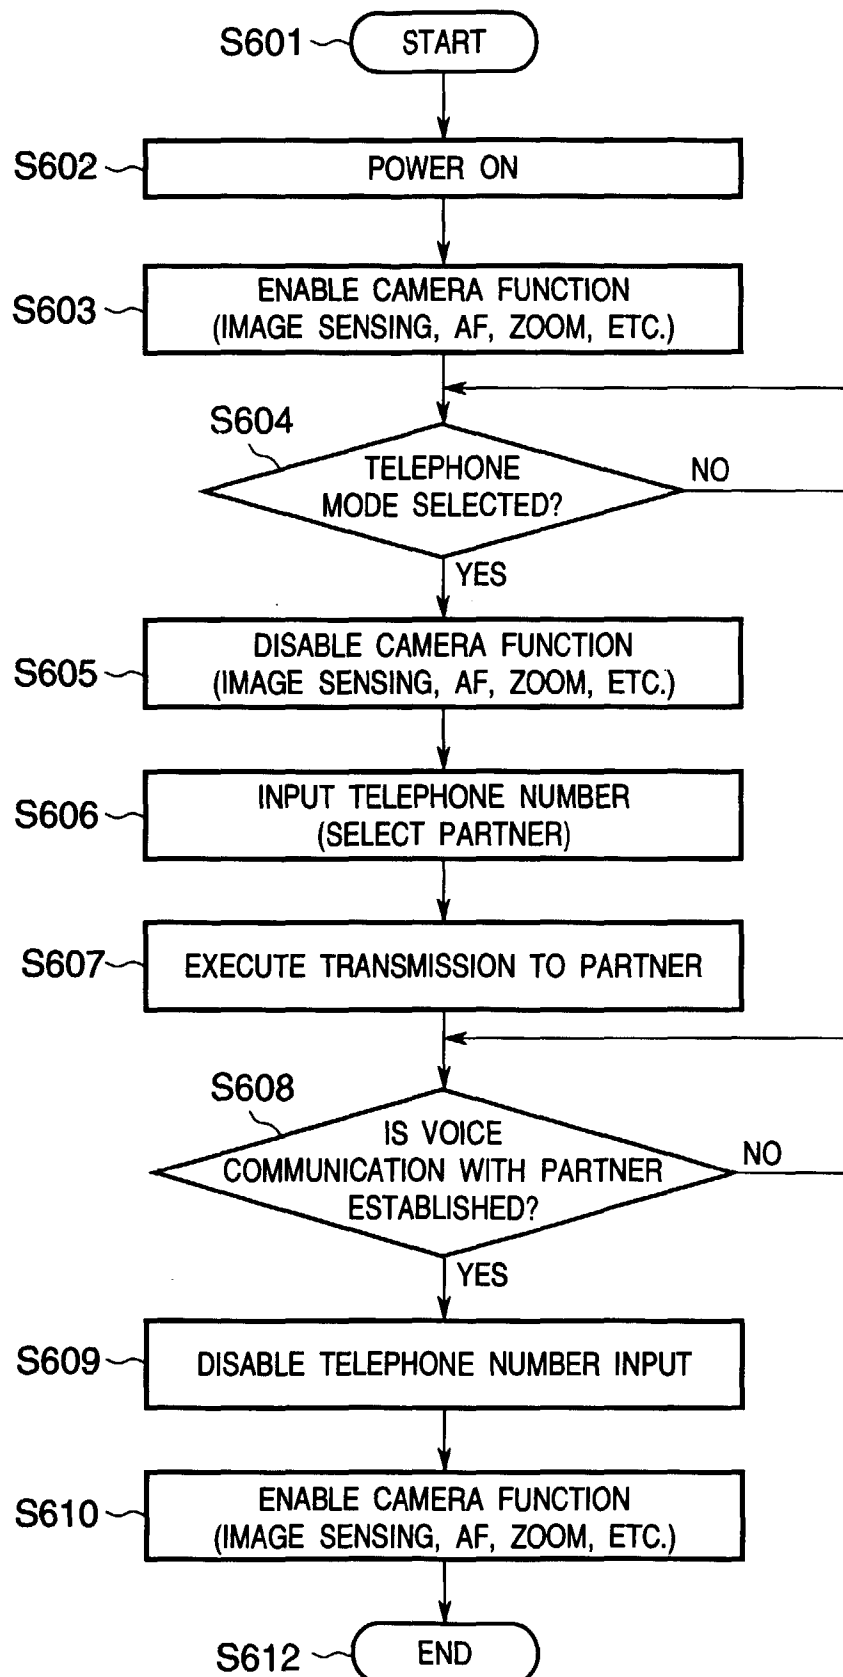 S601
START
S602
POWER ON
S603
ENABLE CAMERA FUNCTION
(IMAGE SENSING, AF, ZOOM, ETC.)
S604
TELEPHONE
MODE SELECTED?
NO
YES
S605
DISABLE CAMERA FUNCTION
(IMAGE SENSING, AF, ZOOM, ETC.)
S606
INPUT TELEPHONE NUMBER
(SELECT PARTNER)
S607
EXECUTE TRANSMISSION TO PARTNER
S608
IS VOICE
COMMUNICATION WITH PARTNER
ESTABLISHED?
NO
YES
S609
DISABLE TELEPHONE NUMBER INPUT
S610
ENABLE CAMERA FUNCTION
(IMAGE SENSING, AF, ZOOM, ETC.)
S612
END